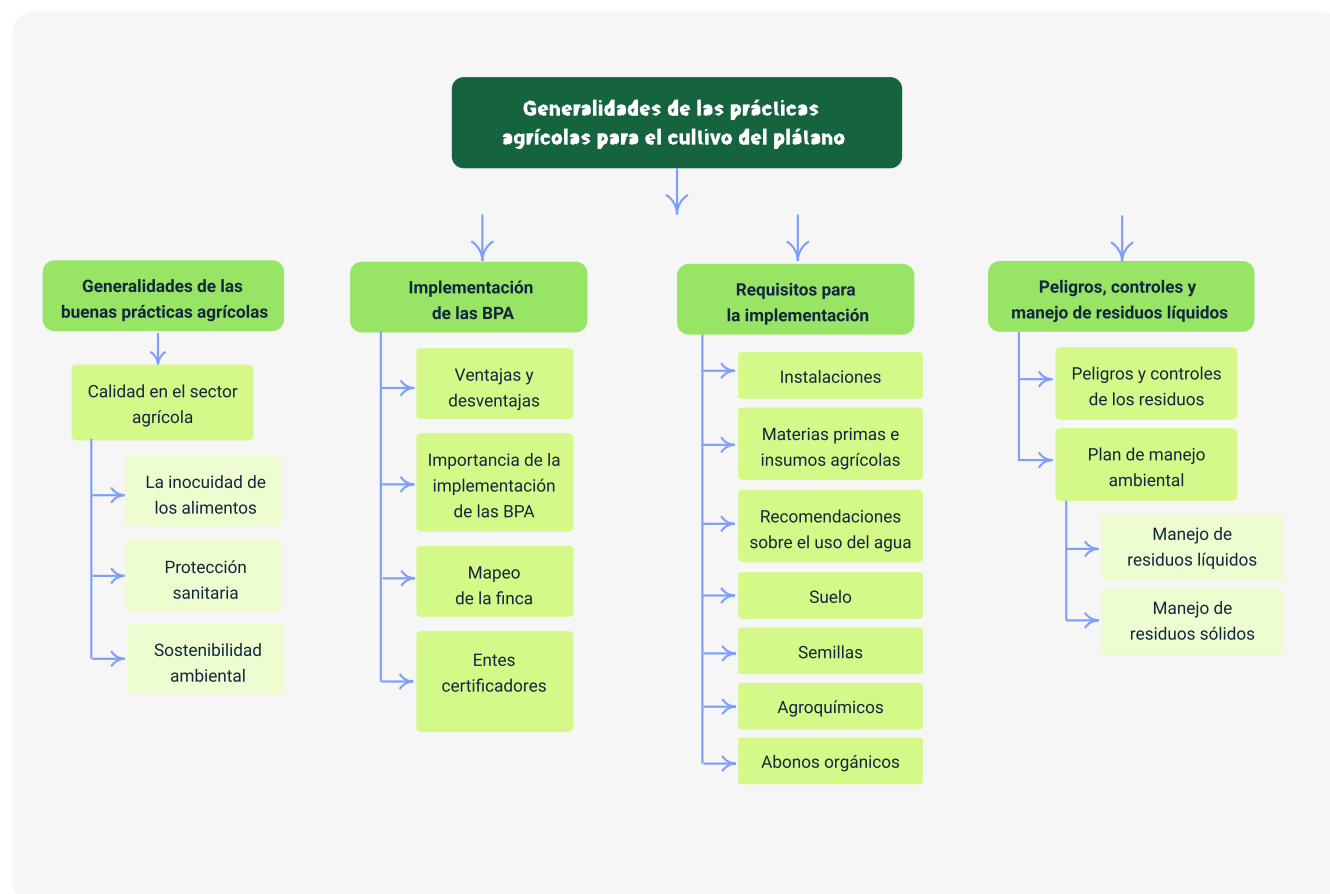 Generalidades de las prácticas
agrícolas para el cultivo del plátano
Generalidades de las
buenas prácticas agrícolas
Calidad en el sector
agrícola
La inocuidad de
los alimentos
Protección
sanitaria
Sostenibilidad
ambiental
Implementación
de las BPA
Ventajas y
desventajas
Importancia de la
implementación
de las BPA
Mapeo
de la finca
Entes
certificadores
Requisitos para
la implementación
Instalaciones
Materias primas e
insumos agrícolas
Recomendaciones
sobre el uso del agua
Suelo
Semillas
Agroquímicos
Abonos orgánicos
Peligros, controles y
manejo de residuos líquidos
Peligros y controles
de los residuos
Plan de manejo
ambiental
Manejo de
residuos líquidos
Manejo de
residuos sólidos